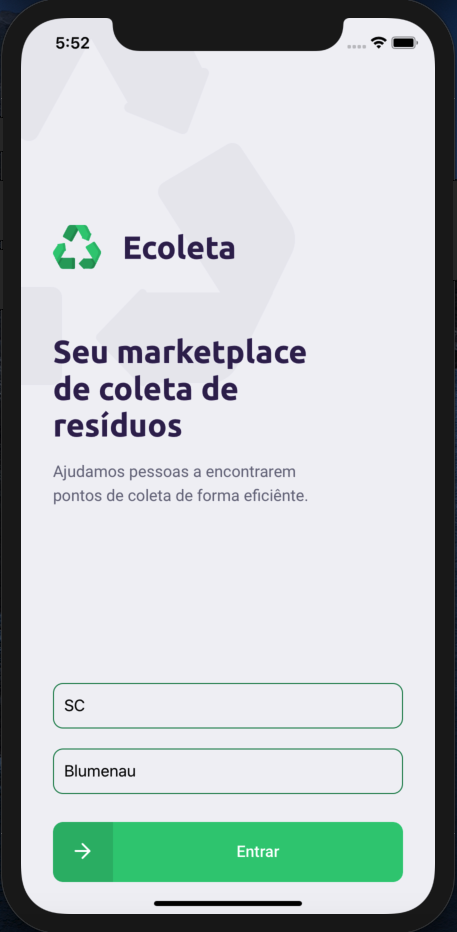 5:52
Ecoleta
Seu marketplace
de coleta de
resíduos
Ajudamos pessoas a encontrarem
pontos de coleta de forma eficiênte.
SC
Blumenau
Entrar